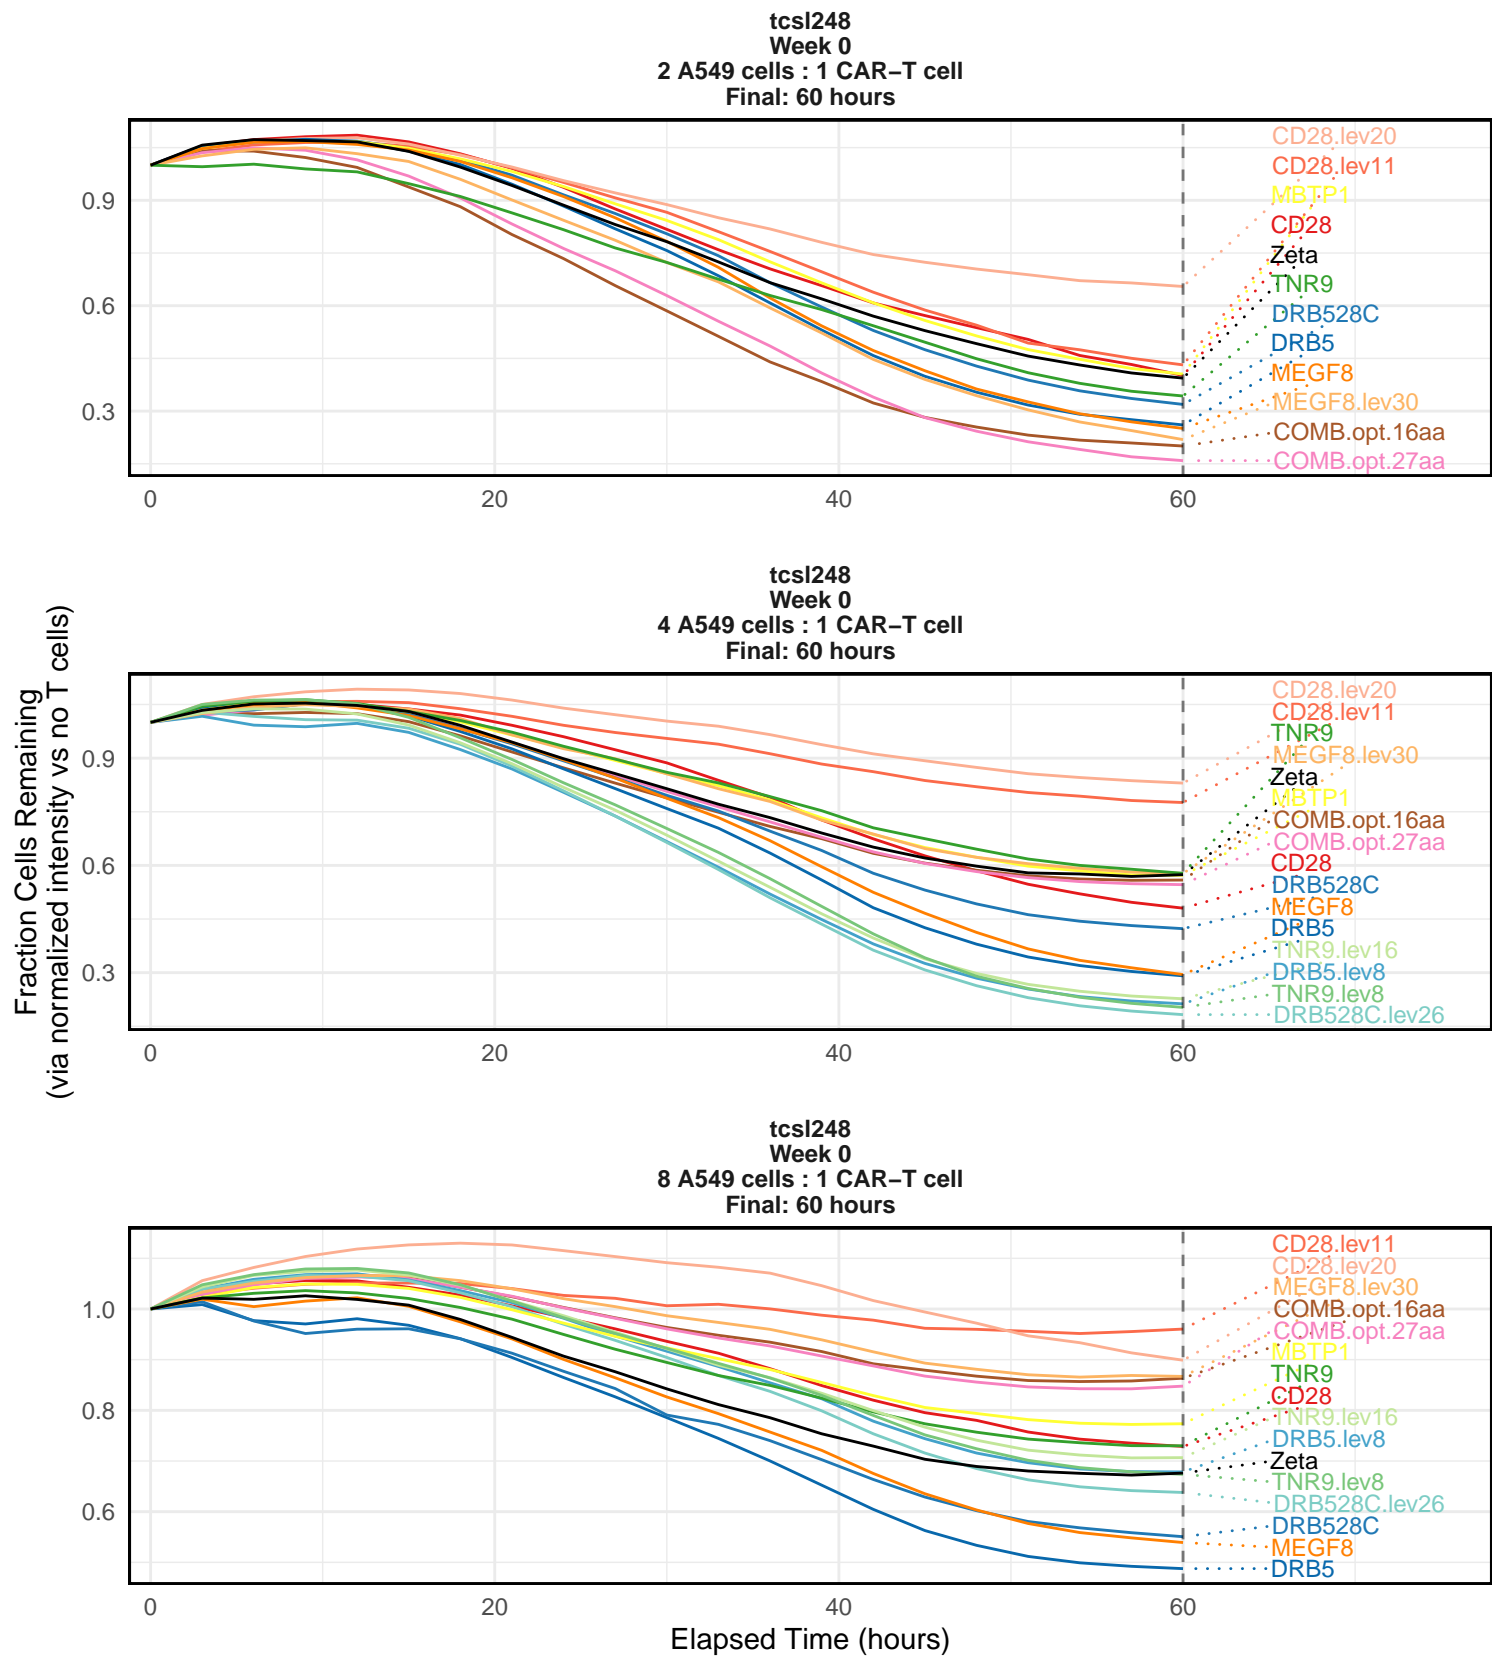 tcsl248
Week 0
2 A549 cells : 1 CAR−T cell
Final: 60 hours
CD28.lev20
CD28.lev11
MBTP1
CD28
Zeta
TNR9
DRB528C
DRB5
MEGF8
MEGF8.lev30
COMB.opt.16aa
COMB.opt.27aa
0.9
0.6
0.3
0
20
40
60
Fraction Cells Remaining
(via normalized intensity vs no T cells)
tcsl248
Week 0
4 A549 cells : 1 CAR−T cell
Final: 60 hours
CD28.lev20
CD28.lev11
TNR9
MEGF8.lev30
Zeta
MBTP1
COMB.opt.16aa
COMB.opt.27aa
CD28
DRB528C
MEGF8
DRB5
TNR9.lev16
DRB5.lev8
TNR9.lev8
DRB528C.lev26
0.9
0.6
0.3
0
20
40
60
tcsl248
Week 0
8 A549 cells : 1 CAR−T cell
Final: 60 hours
CD28.lev11
CD28.lev20
MEGF8.lev30
COMB.opt.16aa
COMB.opt.27aa
MBTP1
TNR9
CD28
TNR9.lev16
DRB5.lev8
Zeta
TNR9.lev8
DRB528C.lev26
DRB528C
MEGF8
DRB5
1.0
0.8
0.6
0
20
40
60
Elapsed Time (hours)